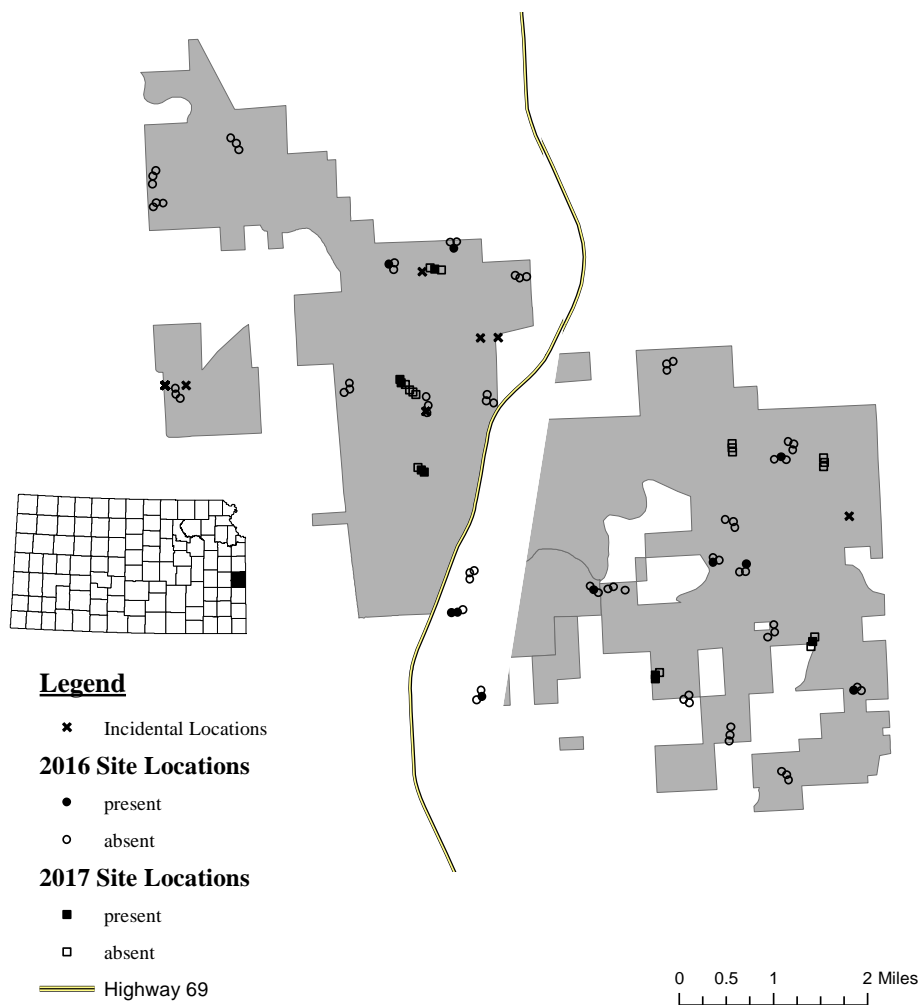 Legend
Incidental Locations
2016 Site Locations
present
absent
2017 Site Locations
present
absent
Highway 69
0 0.5 1 2 Miles